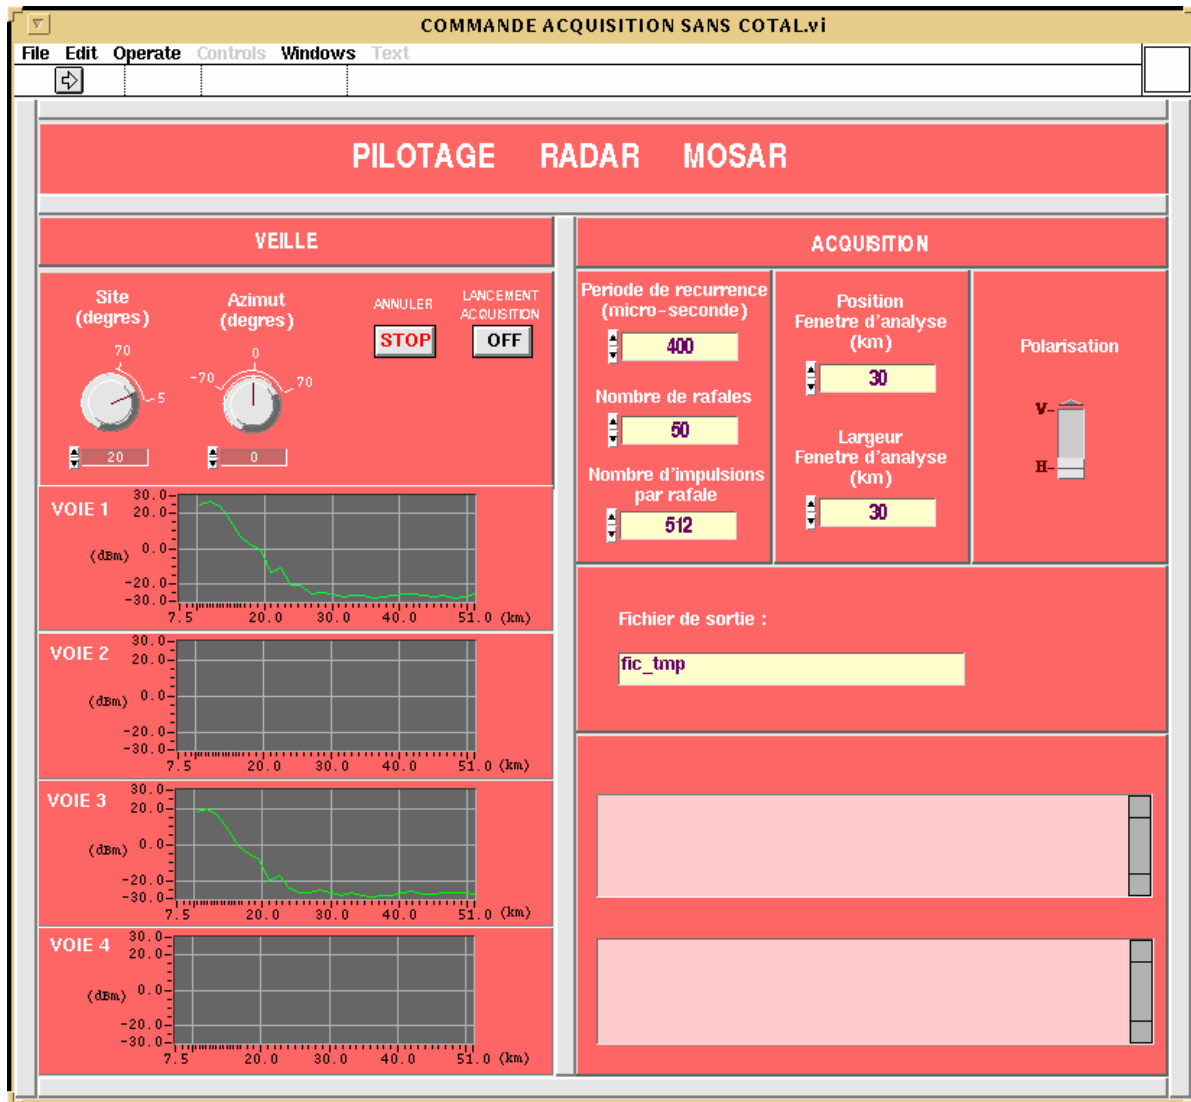 COMMANDE ACQUISITION SANS COTAL.vi
File Edit Operate Controls Windows Text
PILOTAGE RADAR MOSAR
VEILLE
Site
(degres)
70
5
20
Azimut
(degres)
0
-70
70
0
ANNULER
STOP
LANCEMENT
ACQUISITION
OFF
VOIE 1
(dBm)
30.0
20.0
0.0
-20.0
-30.0
7.5 20.0 30.0 40.0 51.0 (km)
VOIE 2
(dBm)
30.0
20.0
0.0
-20.0
-30.0
7.5 20.0 30.0 40.0 51.0 (km)
VOIE 3
(dBm)
30.0
20.0
0.0
-20.0
-30.0
7.5 20.0 30.0 40.0 51.0 (km)
VOIE 4
(dBm)
30.0
20.0
0.0
-20.0
-30.0
7.5 20.0 30.0 40.0 51.0 (km)
ACQUISITION
Periode de recurrence
(micro-seconde)
400
Nombre de rafales
50
Nombre d'impulsions
par rafale
512
Position
Fenetre d'analyse
(km)
30
Largeur
Fenetre d'analyse
(km)
30
Polarisation
V-
H-
Fichier de sortie :
fic_tmp